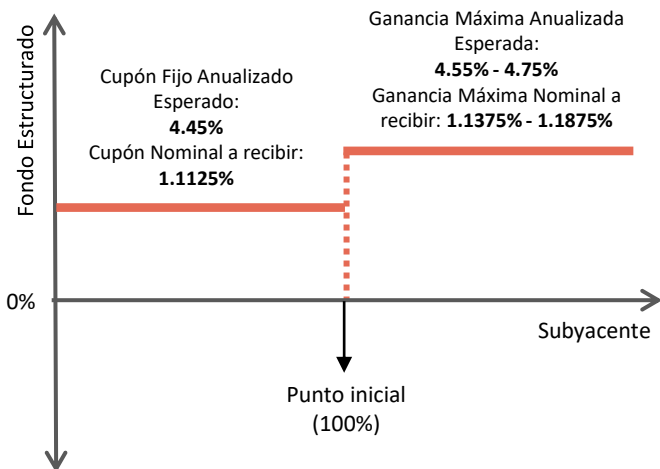 Fondo Estructurado
Cupón Fijo Anualizado
Esperado:
4.45%
Cupón Nominal a recibir:
1.1125%
Ganancia Máxima Anualizada
Esperada:
4.55% - 4.75%
Ganancia Máxima Nominal a
recibir: 1.1375% - 1.1875%
0%
Subyacente
Punto inicial
(100%)